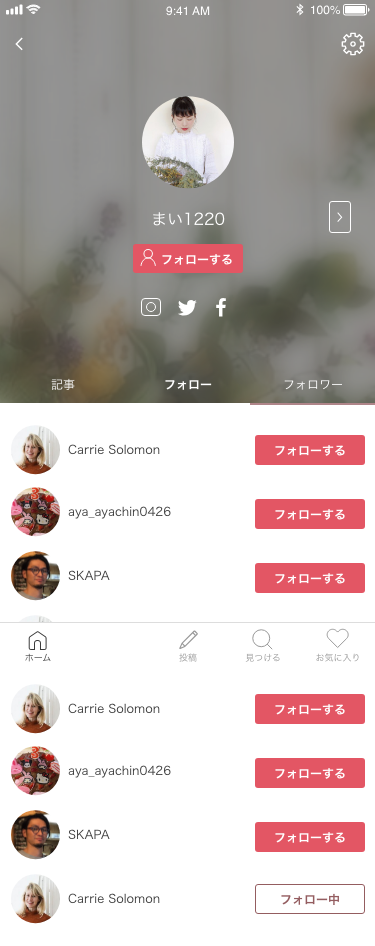 9:41 AM
100%
まい1220
フォローする
記事
フォロー
フォロワー
Carrie Solomon
フォローする
aya_ayachin0426
フォローする
SKAPA
フォローする
ホーム
投稿
見つける
お気に入り
Carrie Solomon
フォローする
aya_ayachin0426
フォローする
SKAPA
フォローする
Carrie Solomon
フォロー中